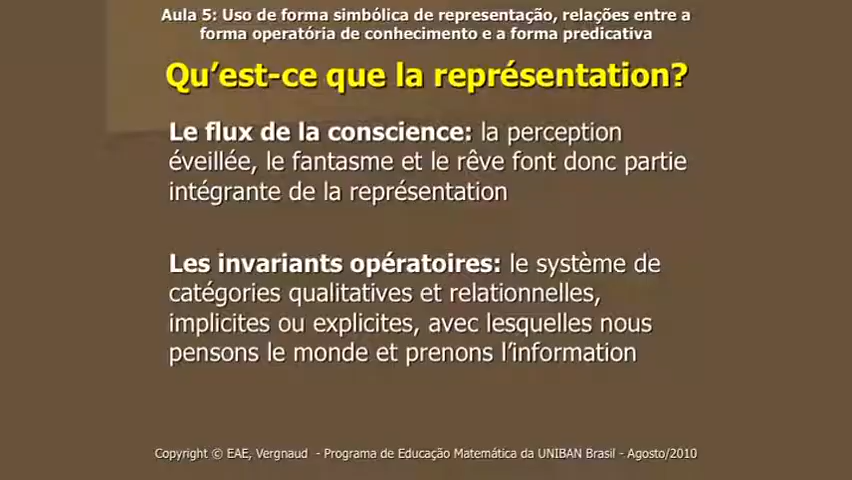 Aula 5: Uso de forma simbólica de representação, relações entre a
forma operatória de conhecimento e a forma predicativa
Qu’est-ce que la représentation?
Le flux de la conscience: la perception
éveillée, le fantasme et le rêve font donc partie
intégrante de la représentation
Les invariants opératoires: le système de
catégories qualitatives et relationnelles,
implicites ou explicites, avec lesquelles nous
pensons le monde et prenons l’information
Copyright © EAE, Vergnaud - Programa de Educação Matemática da UNIBAN Brasil - Agosto/2010